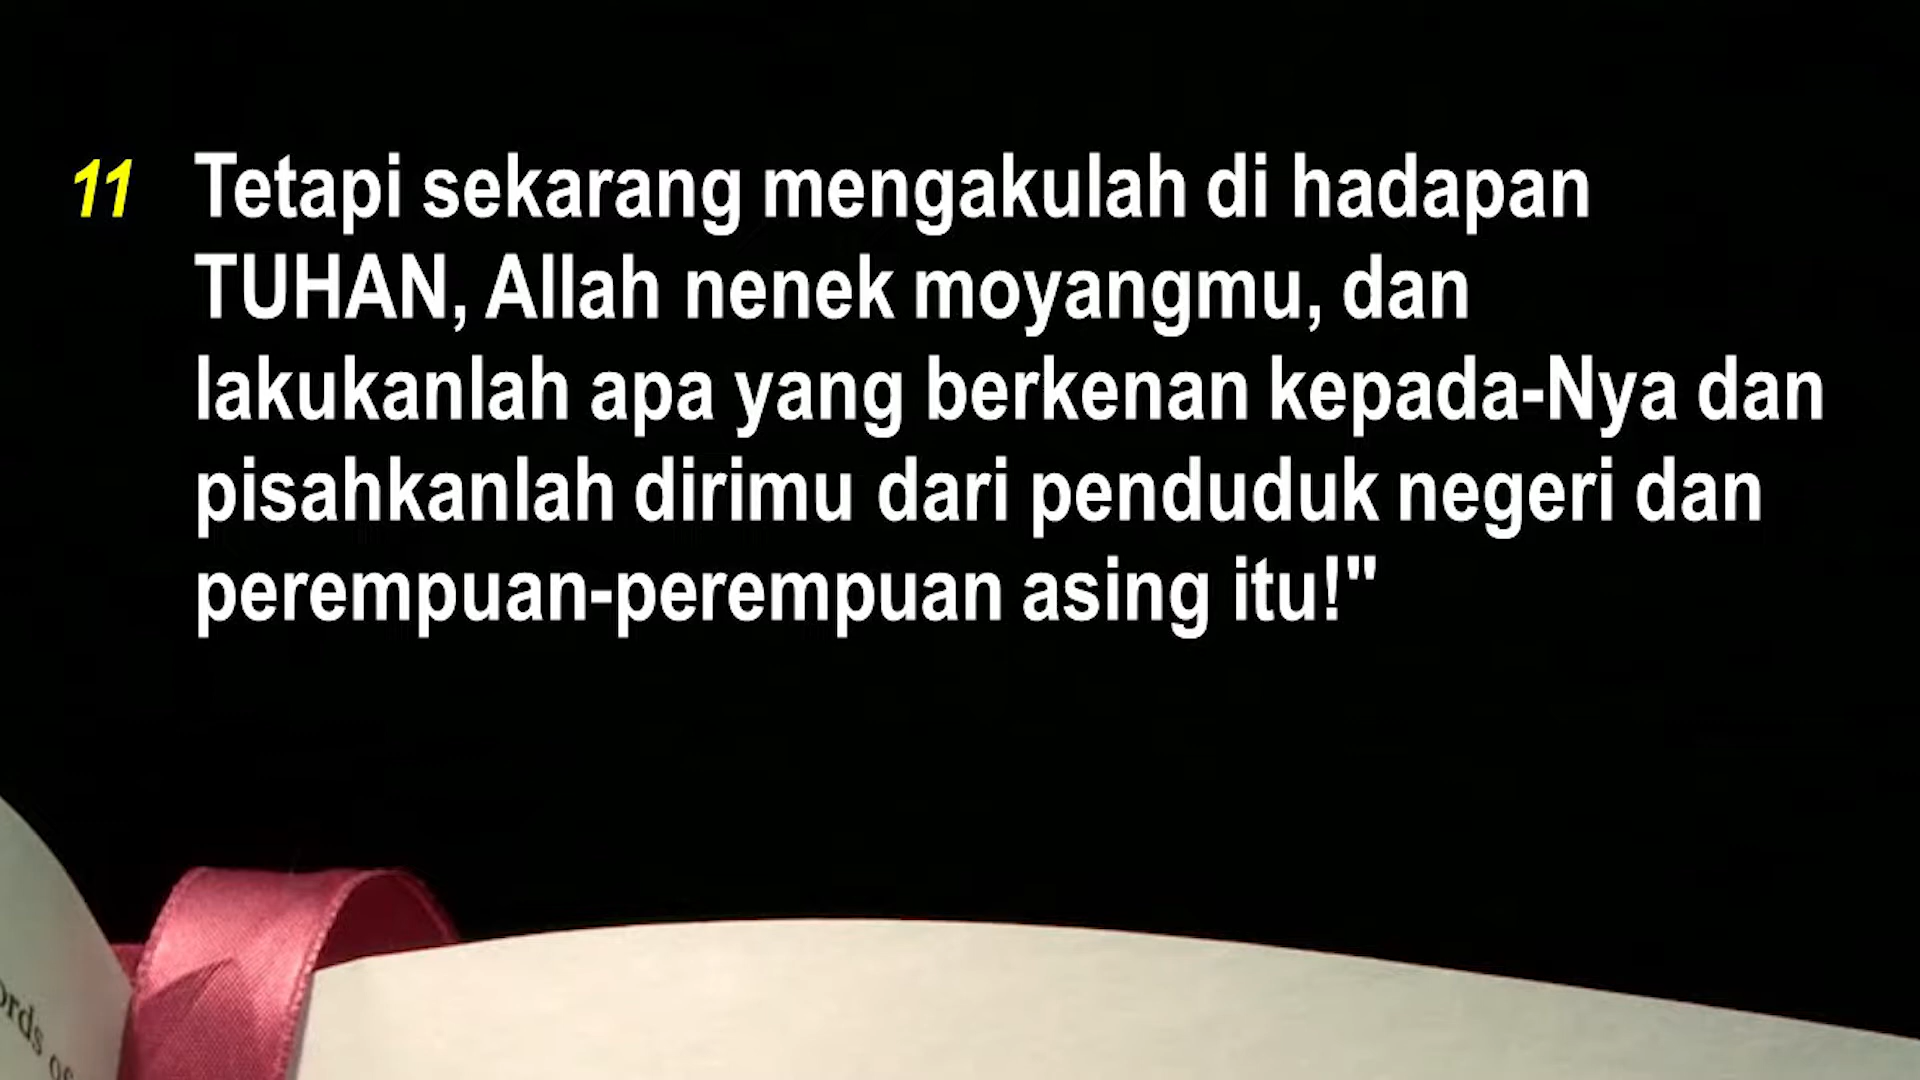 11 Tetapi sekarang mengakulah di hadapan
TUHAN, Allah nenek moyangmu, dan
lakukanlah apa yang berkenan kepada-Nya dan
pisahkanlah dirimu dari penduduk negeri dan
perempuan-perempuan asing itu!"
of